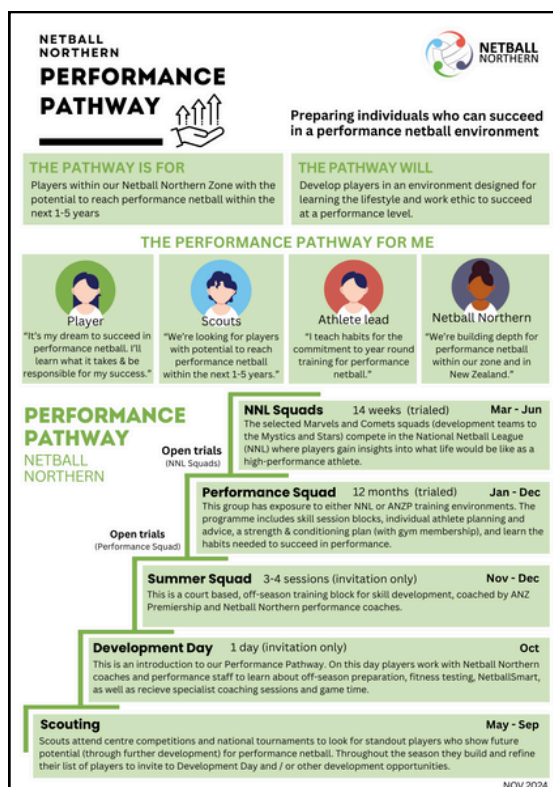 NETBALL
NORTHERN
PERFORMANCE
PATHWAY
NETBALL
NORTHERN
Preparing individuals who can succeed
in a performance netball environment
THE PATHWAY IS FOR
Players within our Netball Northern Zone with the
potential to reach performance netball within the
next 1-5 years
THE PATHWAY WILL
Develop players in an environment designed for
learning the lifestyle and work ethic to succeed
at a performance level.
THE PERFORMANCE PATHWAY FOR ME
Player
"It's my dream to succeed in
performance netball. I'll
learn what it takes & be
responsible for my success."
Scouts
"We're looking for players
with potential to reach
performance netball
within the next 1-5 years."
Athlete lead
"I teach habits for the
commitment to year round
training for performance
netball."
Netball Northern
"We're building depth for
performance netball
within our zone and in
New Zealand."
PERFORMANCE
PATHWAY
NETBALL
NORTHERN
Open trials
(NNL Squads)
NNL Squads 14 weeks (trialed) Mar - Jun
The selected Marvels and Comets squads (development teams to
the Mystics and Stars) compete in the National Netball League
(NNL) where players gain insights into what life would be like as a
high-performance athlete.
Open trials
(Performance Squad)
Performance Squad 12 months (trialed) Jan - Dec
This group has exposure to either NNL or ANZP training environments. The
programme includes skill session blocks, individual athlete planning and
advice, a strength & conditioning plan (with gym membership), and learn the
habits needed to succeed in performance.
Summer Squad 3-4 sessions (invitation only) Nov - Dec
This is a court based, off-season training block for skill development, coached by ANZ
Premiership and Netball Northern performance coaches.
Development Day 1 day (invitation only) Oct
This is an introduction to our Performance Pathway. On this day players work with Netball Northern
coaches and performance staff to learn about off-season preparation, fitness testing, NetballSmart,
as well as recieve specialist coaching sessions and game time.
Scouting May - Sep
Scouts attend centre competitions and national tournaments to look for standout players who show future
potential (through further development) for performance netball. Throughout the season they build and refine
their list of players to invite to Development Day and / or other development opportunities.
NOV 2024